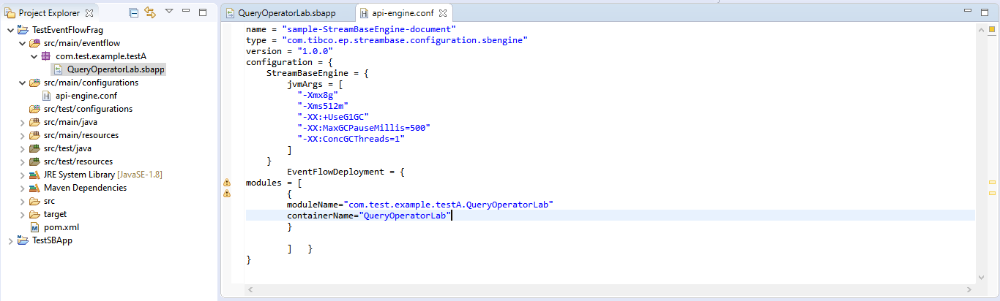 Project Explorer
TestEventFlowFrag
src/main/eventflow
com.test.example.testA
QueryOperatorLab.sbapp
src/main/configurations
api-engine.conf
src/test/configurations
src/main/java
src/main/resources
src/test/java
src/test/resources
JRE System Library [JavaSE-1.8]
Maven Dependencies
src
target
pom.xml
TestSBApp
QueryOperatorLab.sbapp
api-engine.conf
name = "sample-StreamBaseEngine-document"
type = "com.tibco.ep.streambase.configuration.sbengine"
version = "1.0.0"
configuration = {
StreamBaseEngine = {
jvmArgs = [
"-Xmx8g"
"-Xms512m"
"-XX:+UseG1GC"
"-XX:MaxGCPauseMillis=500"
"-XX:ConcGCThreads=1"
]
}
EventFlowDeployment = {
modules = [
{
moduleName="com.test.example.testA.QueryOperatorLab"
containerName="QueryOperatorLab"
}
] }
}